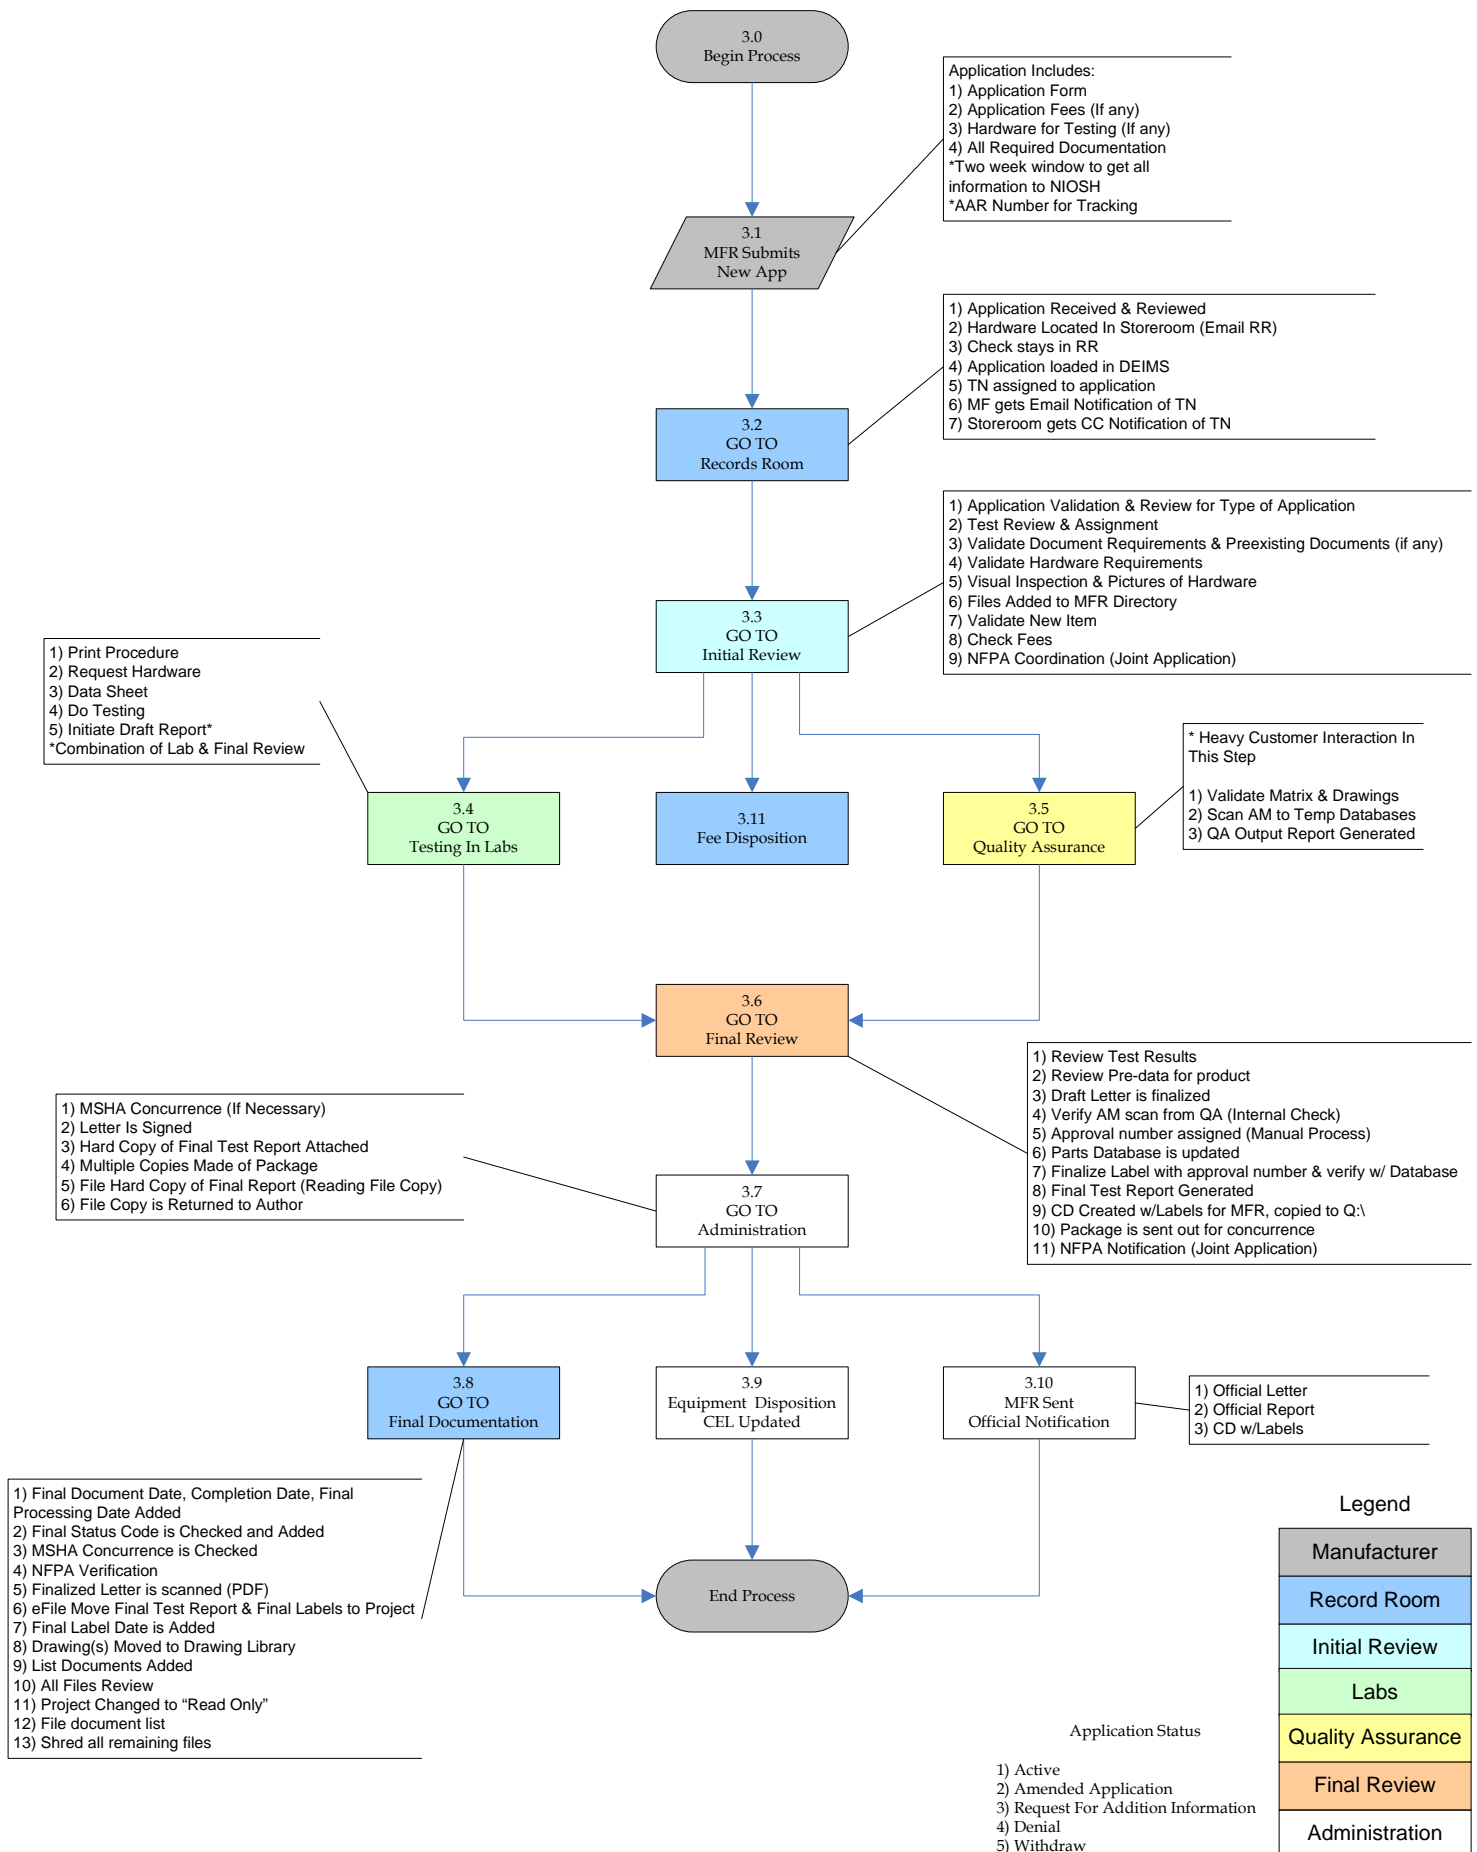 3.0
Begin Process
Application Includes:
1) Application Form
2) Application Fees (If any)
3) Hardware for Testing (If any)
4) All Required Documentation
*Two week window to get all
information to NIOSH
*AAR Number for Tracking
3.1
MFR Submits
New App
1) Application Received & Reviewed
2) Hardware Located In Storeroom (Email RR)
3) Check stays in RR
4) Application loaded in DEIMS
5) TN assigned to application
6) MF gets Email Notification of TN
7) Storeroom gets CC Notification of TN
3.2
GO TO
Records Room
1) Application Validation & Review for Type of Application
2) Test Review & Assignment
3) Validate Document Requirements & Preexisting Documents (if any)
4) Validate Hardware Requirements
5) Visual Inspection & Pictures of Hardware
6) Files Added to MFR Directory
7) Validate New Item
8) Check Fees
9) NFPA Coordination (Joint Application)
3.3
GO TO
Initial Review
1) Print Procedure
2) Request Hardware
3) Data Sheet
4) Do Testing
5) Initiate Draft Report*
*Combination of Lab & Final Review
* Heavy Customer Interaction In
This Step
1) Validate Matrix & Drawings
2) Scan AM to Temp Databases
3) QA Output Report Generated
3.4
GO TO
Testing In Labs
3.11
Fee Disposition
3.5
GO TO
Quality Assurance
3.6
GO TO
Final Review
1) Review Test Results
2) Review Pre-data for product
3) Draft Letter is finalized
4) Verify AM scan from QA (Internal Check)
5) Approval number assigned (Manual Process)
6) Parts Database is updated
7) Finalize Label with approval number & verify w/ Database
8) Final Test Report Generated
9) CD Created w/Labels for MFR, copied to Q:\
10) Package is sent out for concurrence
11) NFPA Notification (Joint Application)
1) MSHA Concurrence (If Necessary)
2) Letter Is Signed
3) Hard Copy of Final Test Report Attached
4) Multiple Copies Made of Package
5) File Hard Copy of Final Report (Reading File Copy)
6) File Copy is Returned to Author
3.7
GO TO
Administration
3.8
GO TO
Final Documentation
3.9
Equipment Disposition
CEL Updated
3.10
MFR Sent
Official Notification
1) Official Letter
2) Official Report
3) CD w/Labels
1) Final Document Date, Completion Date, Final
Processing Date Added
2) Final Status Code is Checked and Added
3) MSHA Concurrence is Checked
4) NFPA Verification
5) Finalized Letter is scanned (PDF)
6) eFile Move Final Test Report & Final Labels to Project
7) Final Label Date is Added
8) Drawing(s) Moved to Drawing Library
9) List Documents Added
10) All Files Review
11) Project Changed to “Read Only”
12) File document list
13) Shred all remaining files
End Process
Legend
Manufacturer
Record Room
Initial Review
Labs
Quality Assurance
Final Review
Administration
Application Status
1) Active
2) Amended Application
3) Request For Addition Information
4) Denial
5) Withdraw